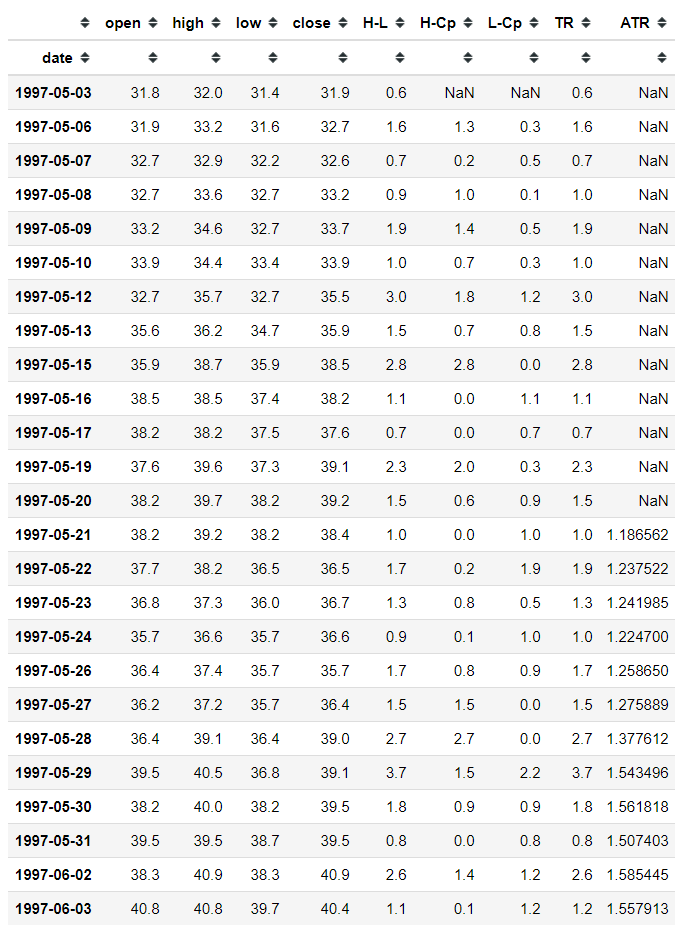 open high low close H-L H-Cp L-Cp TR ATR
date
1997-05-03 31.8 32.0 31.4 31.9 0.6 NaN NaN 0.6 NaN
1997-05-06 31.9 33.2 31.6 32.7 1.6 1.3 0.3 1.6 NaN
1997-05-07 32.7 32.9 32.2 32.6 0.7 0.2 0.5 0.7 NaN
1997-05-08 32.7 33.6 32.7 33.2 0.9 1.0 0.1 1.0 NaN
1997-05-09 33.2 34.6 32.7 33.7 1.9 1.4 0.5 1.9 NaN
1997-05-10 33.9 34.4 33.4 33.9 1.0 0.7 0.3 1.0 NaN
1997-05-12 32.7 35.7 32.7 35.5 3.0 1.8 1.2 3.0 NaN
1997-05-13 35.6 36.2 34.7 35.9 1.5 0.7 0.8 1.5 NaN
1997-05-15 35.9 38.7 35.9 38.5 2.8 2.8 0.0 2.8 NaN
1997-05-16 38.5 38.5 37.4 38.2 1.1 0.0 1.1 1.1 NaN
1997-05-17 38.2 38.2 37.5 37.6 0.7 0.0 0.7 0.7 NaN
1997-05-19 37.6 39.6 37.3 39.1 2.3 2.0 0.3 2.3 NaN
1997-05-20 38.2 39.7 38.2 39.2 1.5 0.6 0.9 1.5 NaN
1997-05-21 38.2 39.2 38.2 38.4 1.0 0.0 1.0 1.0 1.186562
1997-05-22 37.7 38.2 36.5 36.5 1.7 0.2 1.9 1.9 1.237522
1997-05-23 36.8 37.3 36.0 36.7 1.3 0.8 0.5 1.3 1.241985
1997-05-24 35.7 36.6 35.7 36.6 0.9 0.1 1.0 1.0 1.224700
1997-05-26 36.4 37.4 35.7 35.7 1.7 0.8 0.9 1.7 1.258650
1997-05-27 36.2 37.2 35.7 36.4 1.5 1.5 0.0 1.5 1.275889
1997-05-28 36.4 39.1 36.4 39.0 2.7 2.7 0.0 2.7 1.377612
1997-05-29 39.5 40.5 36.8 39.1 3.7 1.5 2.2 3.7 1.543496
1997-05-30 38.2 40.0 38.2 39.5 1.8 0.9 0.9 1.8 1.561818
1997-05-31 39.5 39.5 38.7 39.5 0.8 0.0 0.8 0.8 1.507403
1997-06-02 38.3 40.9 38.3 40.9 2.6 1.4 1.2 2.6 1.585445
1997-06-03 40.8 40.8 39.7 40.4 1.1 0.1 1.2 1.2 1.557913